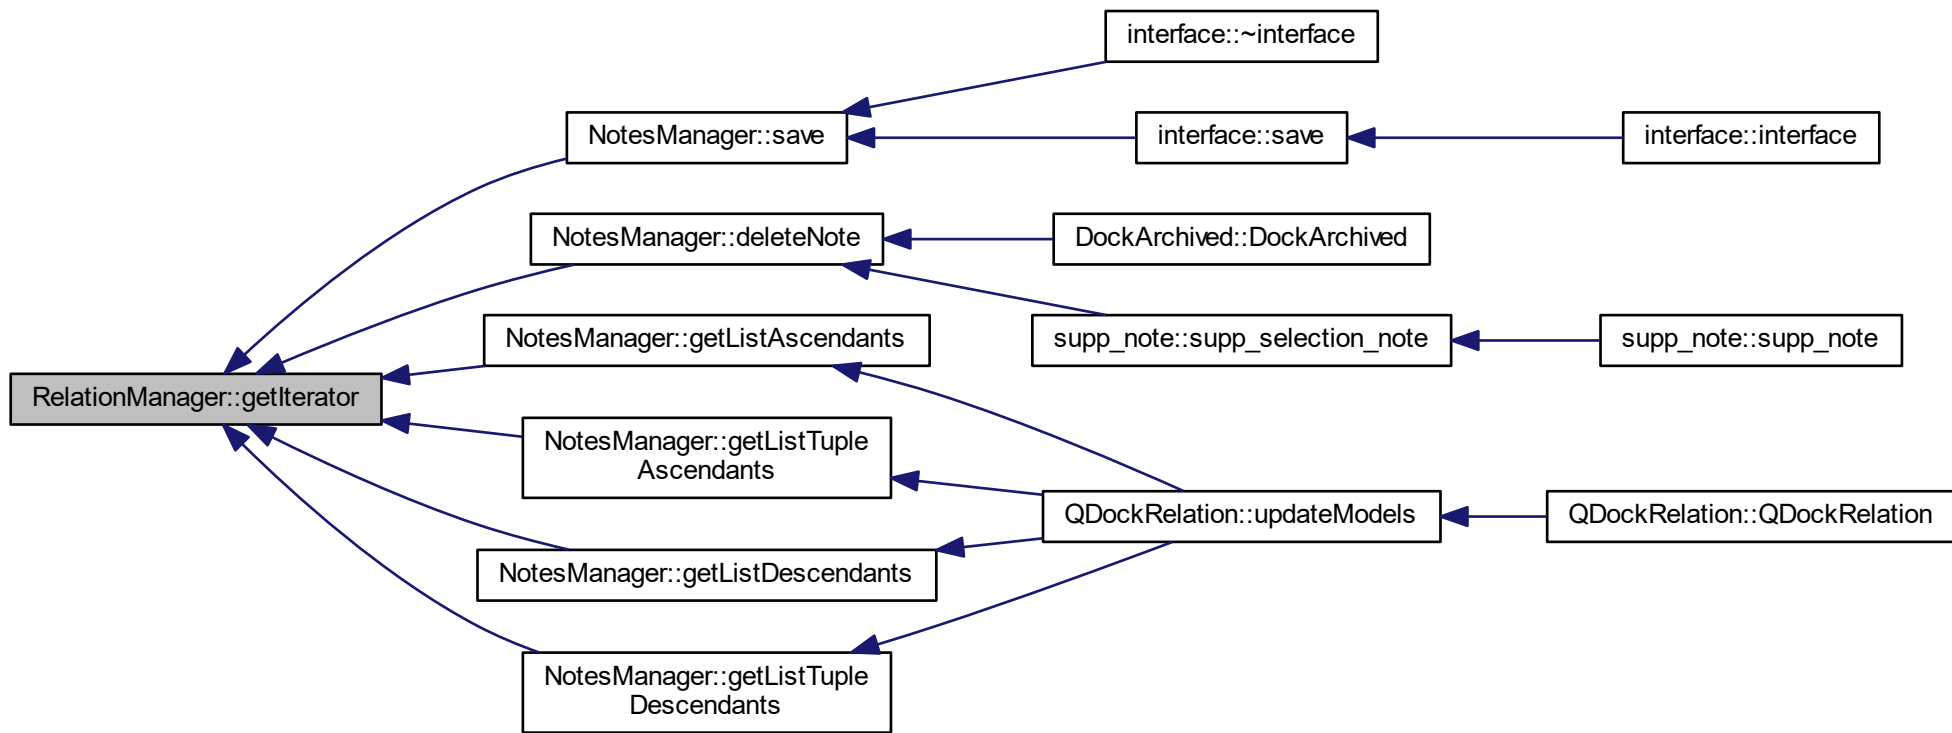 interface::~interface
NotesManager::save
interface::save
interface::interface
NotesManager::deleteNote
DockArchived::DockArchived
NotesManager::getListAscendants
supp_note::supp_selection_note
supp_note::supp_note
RelationManager::getIterator
NotesManager::getListTuple
Ascendants
QDockRelation::updateModels
QDockRelation::QDockRelation
NotesManager::getListDescendants
NotesManager::getListTuple
Descendants